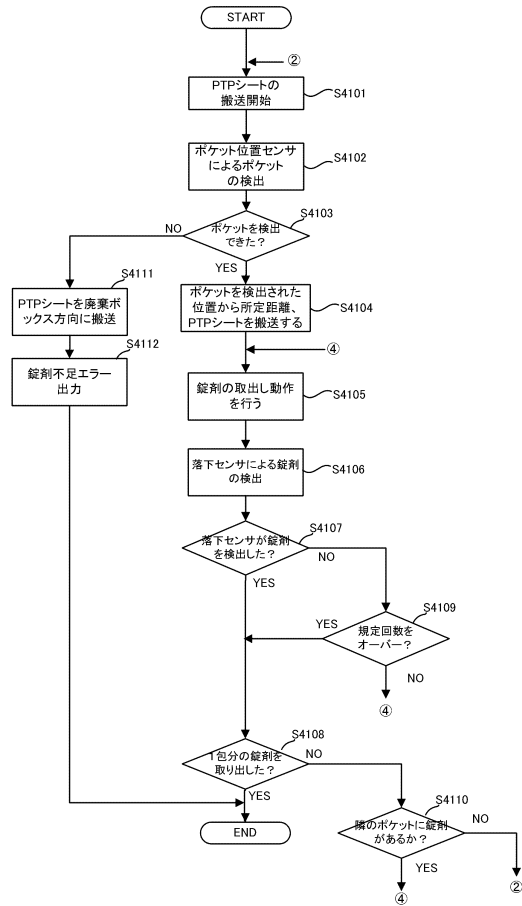 START
②
PTPシートの
搬送開始
S4101
ポケット位置センサ
によるポケット
の検出
S4102
ポケットを検出
できた？
S4103
NO
YES
S4111
PTPシートを廃棄ボ
ックス方向に搬送
ポケットを検出された
位置から所定距離、
PTPシートを搬送する
S4104
S4112
錠剤不足エラー
出力
④
錠剤の取出し動作
を行う
S4105
落下センサによる錠剤
の検出
S4106
落下センサが錠剤
を検出した？
S4107
NO
YES
S4109
規定回数を
オーバー？
YES
NO
④
S4108
1包分の錠剤を
取り出した？
NO
YES
END
S4110
隣のポケットに錠剤
があるか？
NO
YES
④
②